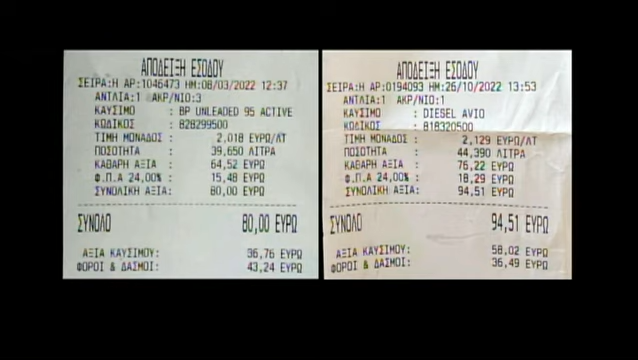 ΑΠΟΔΕΙΞΗ ΕΣΟΔΟΥ
ΣΕΙΡΑ:Η ΑΡ:1046473 ΗΜ:08/03/2022 12:37
ΑΝΤΛΙΑ:1 ΑΚΡ/ΝΙΟ:3
ΚΑΥΣΙΜΟ : BP UNLEADED 95 ACTIVE
ΚΩΔΙΚΟΣ : 828299500
ΤΙΜΗ ΜΟΝΑΔΟΣ : 2,018 ΕΥΡΩ/ΛΤ
ΠΟΣΟΤΗΤΑ : 39,650 ΛΙΤΡΑ
ΚΑΘΑΡΗ ΑΞΙΑ : 64,52 ΕΥΡΩ
Φ.Π.Α 24,00% : 15,48 ΕΥΡΩ
ΣΥΝΟΛΙΚΗ ΑΞΙΑ: 80,00 ΕΥΡΩ
ΣΥΝΟΛΟ 80,00 ΕΥΡΩ
ΑΞΙΑ ΚΑΥΣΙΜΟΥ: 36,76 ΕΥΡΩ
ΦΟΡΟΙ & ΔΑΣΜΟΙ: 43,24 ΕΥΡΩ
ΑΠΟΔΕΙΞΗ ΕΣΟΔΟΥ
ΣΕΙΡΑ:Η ΑΡ:0194093 ΗΜ:26/10/2022 13:53
ΑΝΤΛΙΑ:1 ΑΚΡ/ΝΙΟ:1
ΚΑΥΣΙΜΟ : DIESEL AVIO
ΚΩΔΙΚΟΣ : 818320500
ΤΙΜΗ ΜΟΝΑΔΟΣ : 2,129 ΕΥΡΩ/ΛΤ
ΠΟΣΟΤΗΤΑ : 44,390 ΛΙΤΡΑ
ΚΑΘΑΡΗ ΑΞΙΑ : 76,22 ΕΥΡΩ
Φ.Π.Α 24,00% : 18,29 ΕΥΡΩ
ΣΥΝΟΛΙΚΗ ΑΞΙΑ: 94,51 ΕΥΡΩ
ΣΥΝΟΛΟ 94,51 ΕΥΡΩ
ΑΞΙΑ ΚΑΥΣΙΜΟΥ: 58,02 ΕΥΡΩ
ΦΟΡΟΙ & ΔΑΣΜΟΙ: 36,49 ΕΥΡΩ